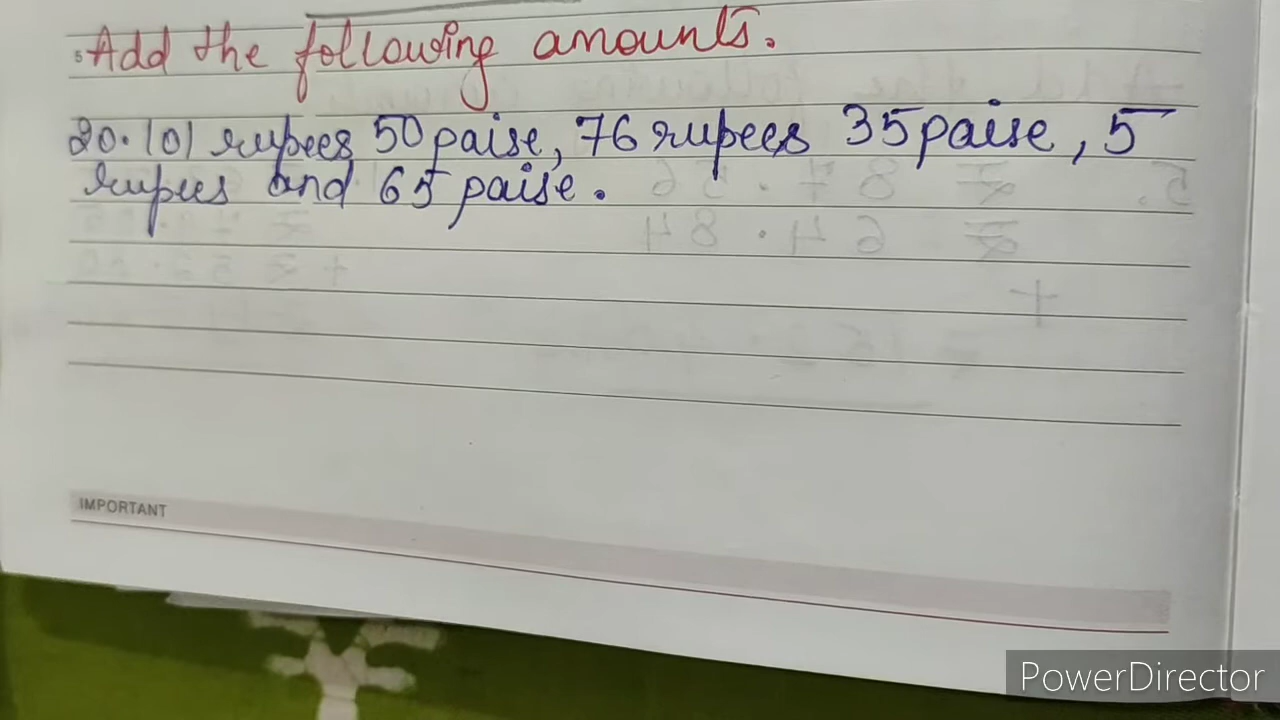 Add the following amounts.
20. 101 rupees 50 paise, 76 rupees 35 paise, 5
rupees and 65 paise.
IMPORTANT
PowerDirector